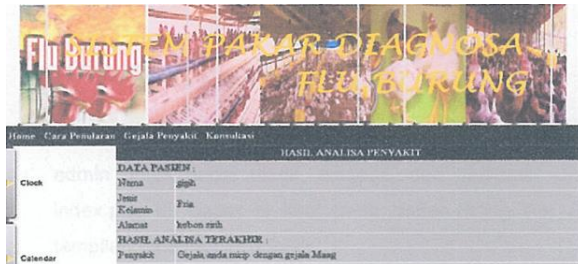 Flu Burung
SISTEM PAKAR DIAGNOSA
FLU BURUNG
Home Cara Penularan Gejala Penyakit Konsultasi
HASIL ANALISA PENYAKIT
DATA PASIEN :
Clock
Nama gigih
Jenis
Kelamin Pria
Alamat kebon sirih
HASIL ANALISA TERAKHIR :
Penyakit Gejala anda mirip dengan gejala Maag
Calendar